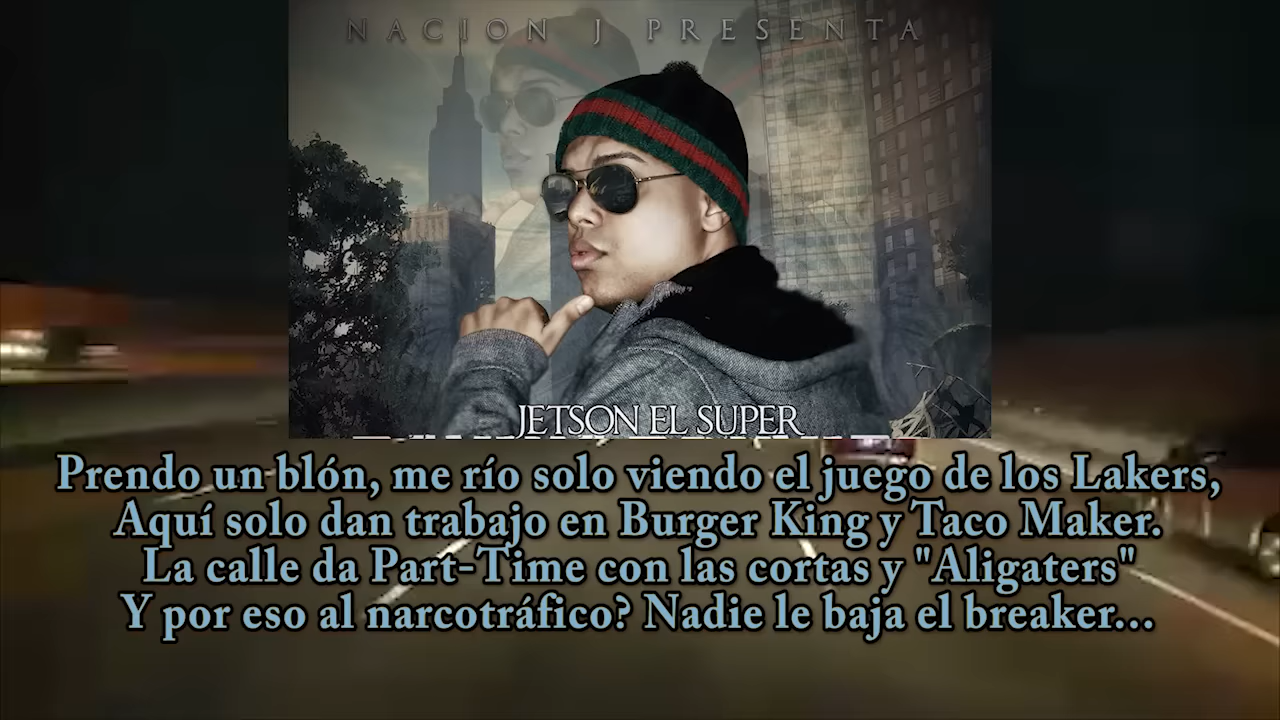 NACION J PRESENTA
JETSON EL SUPER
Prendo un blón, me río solo viendo el juego de los Lakers,
Aquí solo dan trabajo en Burger King y Taco Maker.
La calle da Part-Time con las cortas y "Aligaters"
Y por eso al narcotráfico? Nadie le baja el breaker...